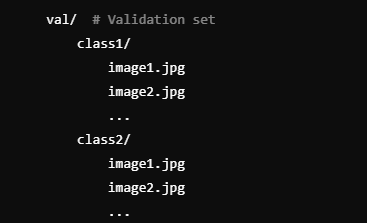 val/  # Validation set
    class1/
        image1.jpg
        image2.jpg
        ...
    class2/
        image1.jpg
        image2.jpg
        ...